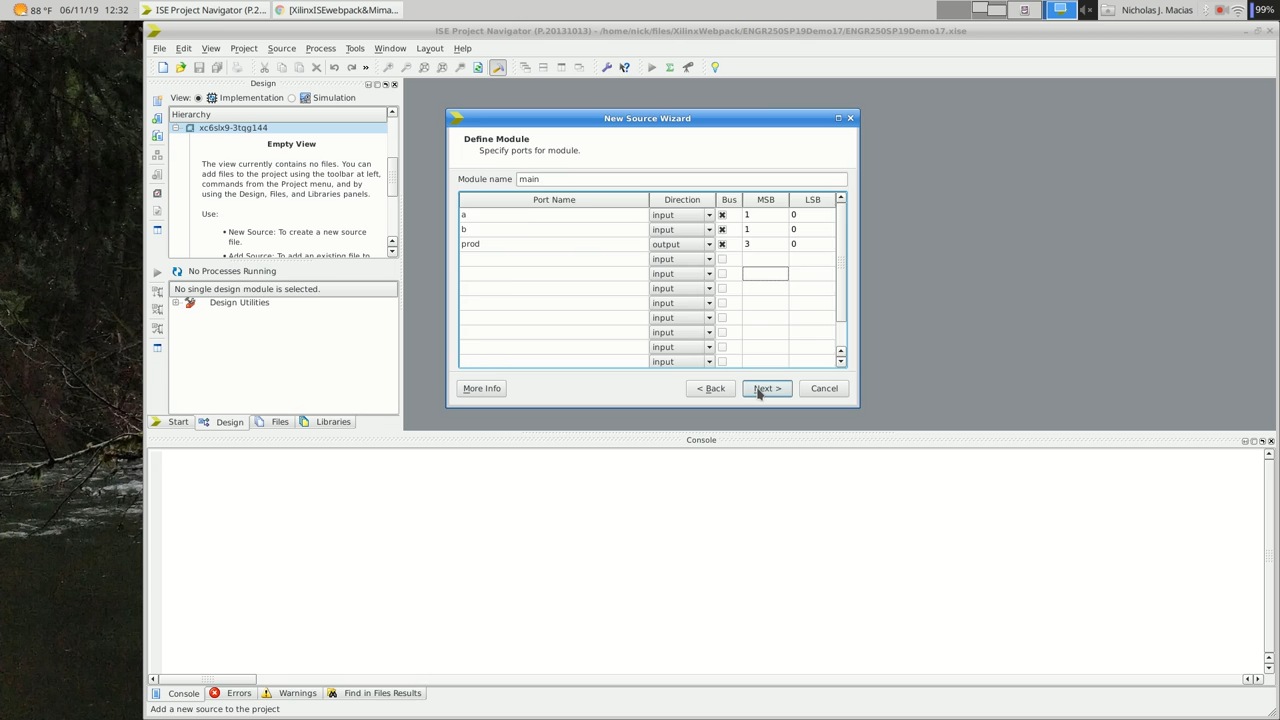 88 °F 06/11/19 12:32 ISE Project Navigator (P.2... [XilinxISEwebpack&Mima... Nicholas J. Macias 99%
ISE Project Navigator (P.20131013) - /home/nick/files/XilinxWebpack/ENGR250SP19Demo17/ENGR250SP19Demo17.xise
File Edit View Project Source Process Tools Window Layout Help
»
Design
View: Implementation Simulation
Hierarchy
xc6slx9-3tqg144
Empty View
The view currently contains no files. You can
add files to the project using the toolbar at left,
commands from the Project menu, and by
using the Design, Files, and Libraries panels.
Use:
• New Source: To create a new source
file.
• Add Source: To add an existing file to
No Processes Running
No single design module is selected.
Design Utilities
Start Design Files Libraries
New Source Wizard
Define Module
Specify ports for module.
Module name main
Port Name Direction Bus MSB LSB
a input 1 0
b input 1 0
prod output 3 0
input
input
input
input
input
input
input
input
More Info < Back Next > Cancel
Console
Console Errors Warnings Find in Files Results
Add a new source to the project